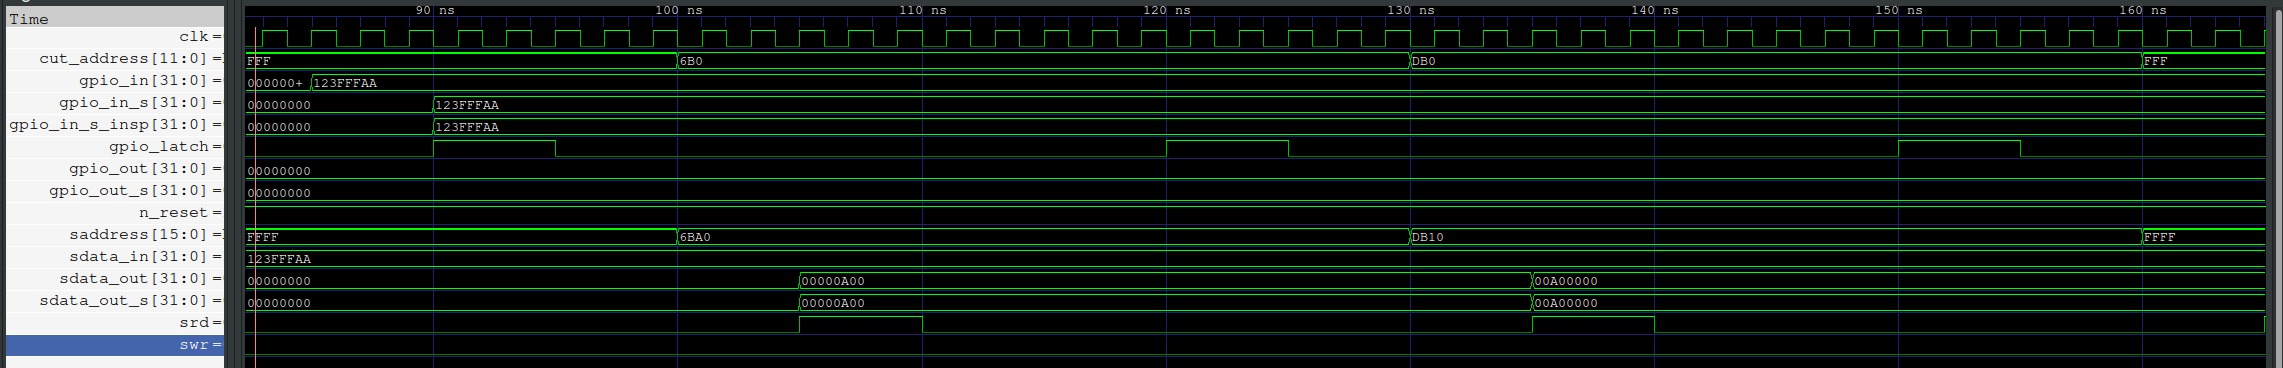 90 ns 100 ns 110 ns 120 ns 130 ns 140 ns 150 ns 160 ns
Time
clk =
cut_address[11:0] = FFF 6B0 DB0 FFF
gpio_in[31:0] = 000000+ 123FFFAA
gpio_in_s[31:0] = 00000000 123FFFAA
gpio_in_s_insp[31:0] = 00000000 123FFFAA
gpio_latch =
gpio_out[31:0] = 00000000
gpio_out_s[31:0] = 00000000
n_reset =
saddress[15:0] = FFFF 6BA0 DB10 FFFF
sdata_in[31:0] = 123FFFAA
sdata_out[31:0] = 00000000 00000A00 00A00000
sdata_out_s[31:0] = 00000000 00000A00 00A00000
srd =
swr =